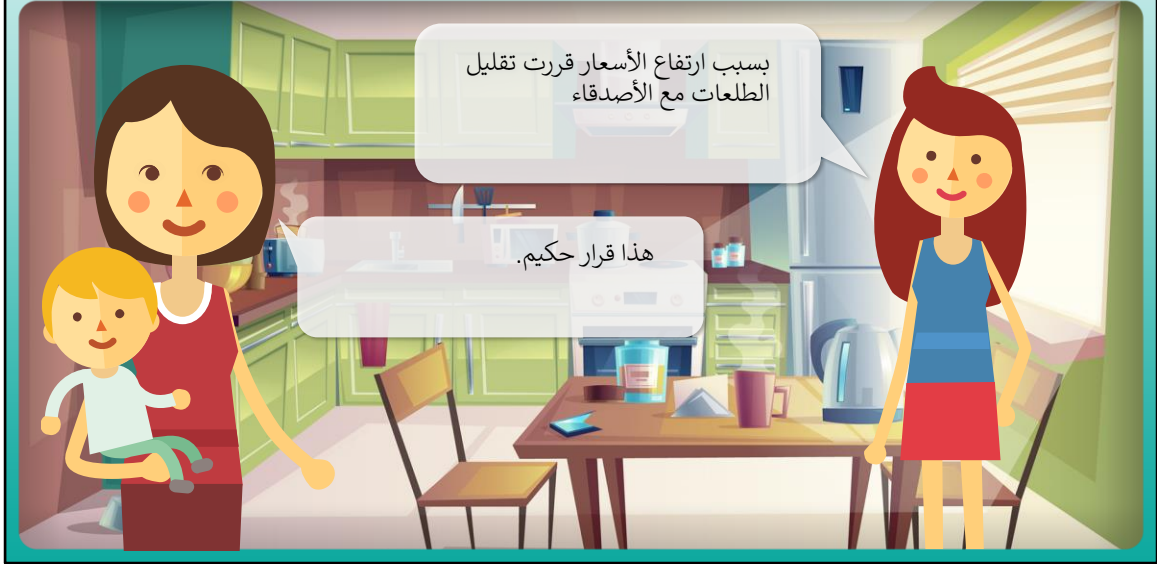 بسبب ارتفاع الأسعار قررت تقليل
الطلعات مع الأصدقاء
هذا قرار حكيم.